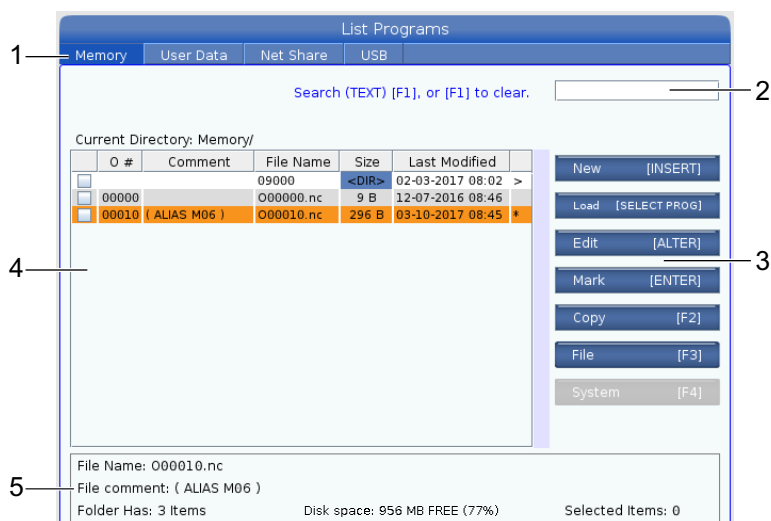 List Programs
1
Memory User Data Net Share USB
Search (TEXT) [F1], or [F1] to clear.
2
Current Directory: Memory/
O # Comment File Name Size Last Modified
09000 <DIR> 02-03-2017 08:02 >
00000 O00000.nc 9 B 12-07-2016 08:46
00010 ( ALIAS M06 ) O00010.nc 296 B 03-10-2017 08:45 *
New [INSERT]
Load [SELECT PROG]
Edit [ALTER]
3
Mark [ENTER]
Copy [F2]
File [F3]
System [F4]
4
File Name: O00010.nc
5
File comment: ( ALIAS M06 )
Folder Has: 3 Items Disk space: 956 MB FREE (77%) Selected Items: 0